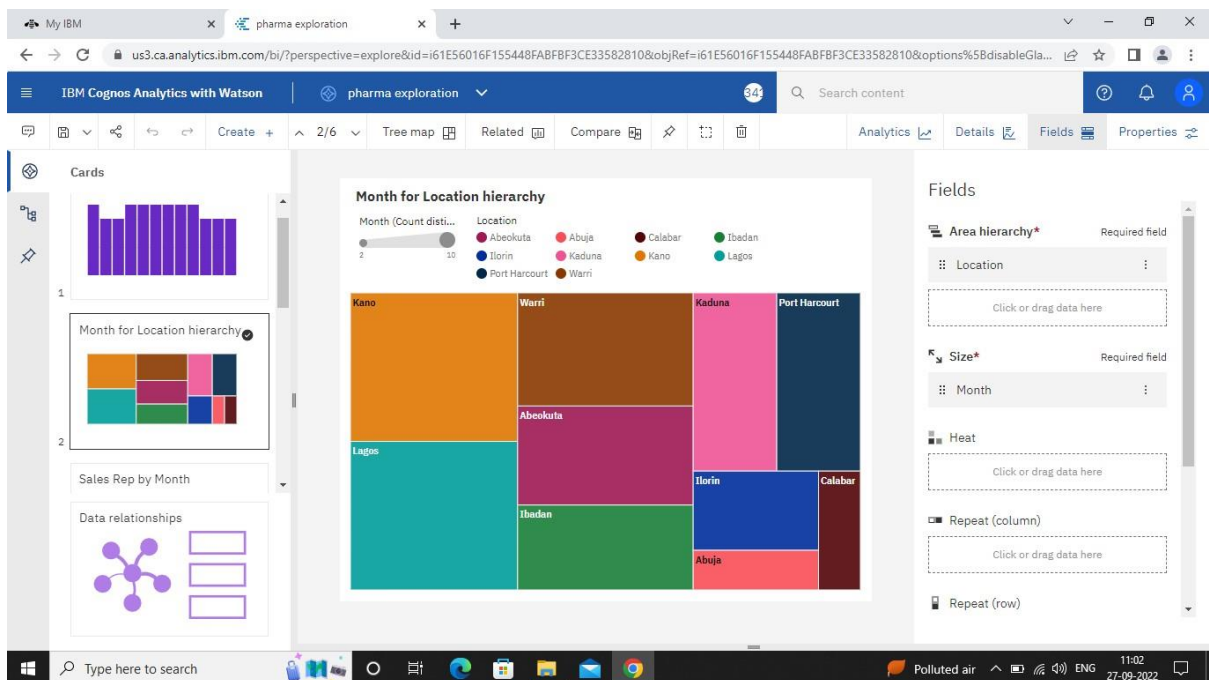 My IBM
pharma exploration
us3.ca.analytics.ibm.com/bi/?perspective=explore&id=i61E56016F155448FABFBF3CE33582810&objRef=i61E56016F155448FABFBF3CE33582810&options%5BdisableGla...
IBM Cognos Analytics with Watson
pharma exploration
Search content
Create +
2/6
Tree map
Related
Compare
Analytics
Details
Fields
Properties
Cards
1
Month for Location hierarchy
2
Sales Rep by Month
Data relationships
Month for Location hierarchy
Month (Count disti...
2 10
Location
Abeokuta Abuja Calabar Ibadan
Ilorin Kaduna Kano Lagos
Port Harcourt Warri
Kano
Warri
Kaduna
Port Harcourt
Abeokuta
Lagos
Ilorin
Calabar
Ibadan
Abuja
Fields
Area hierarchy* Required field
Location
Click or drag data here
Size* Required field
Month
Heat
Click or drag data here
Repeat (column)
Click or drag data here
Repeat (row)
Type here to search
Polluted air
ENG
11:02
27-09-2022